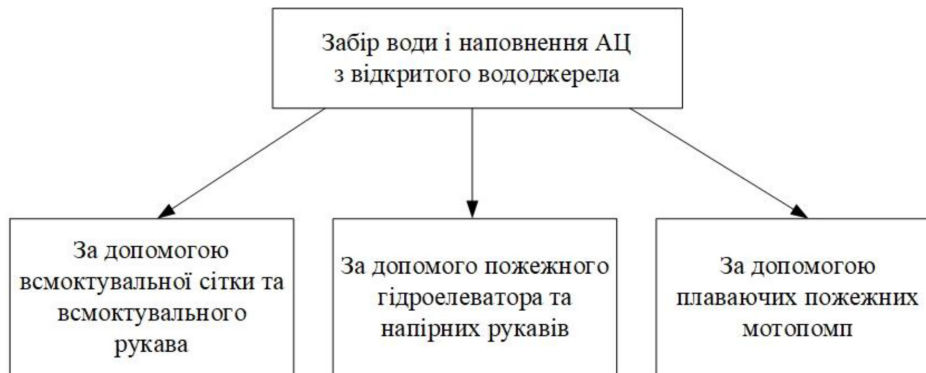 Забір води і наповнення АЦ
з відкритого вододжерела
За допомогою
всмоктувальної сітки та
всмоктувального
рукава
За допомого пожежного
гідроелеватора та
напірних рукавів
За допомогою
плаваючих пожежних
мотопомп